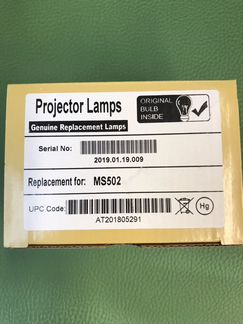 Projector Lamps
ORIGINAL
BULB
INSIDE
Genuine Replacement Lamps
Serial No:
2019.01.19.009
Replacement for: MS502
UPC Code:
AT201805291
Hg